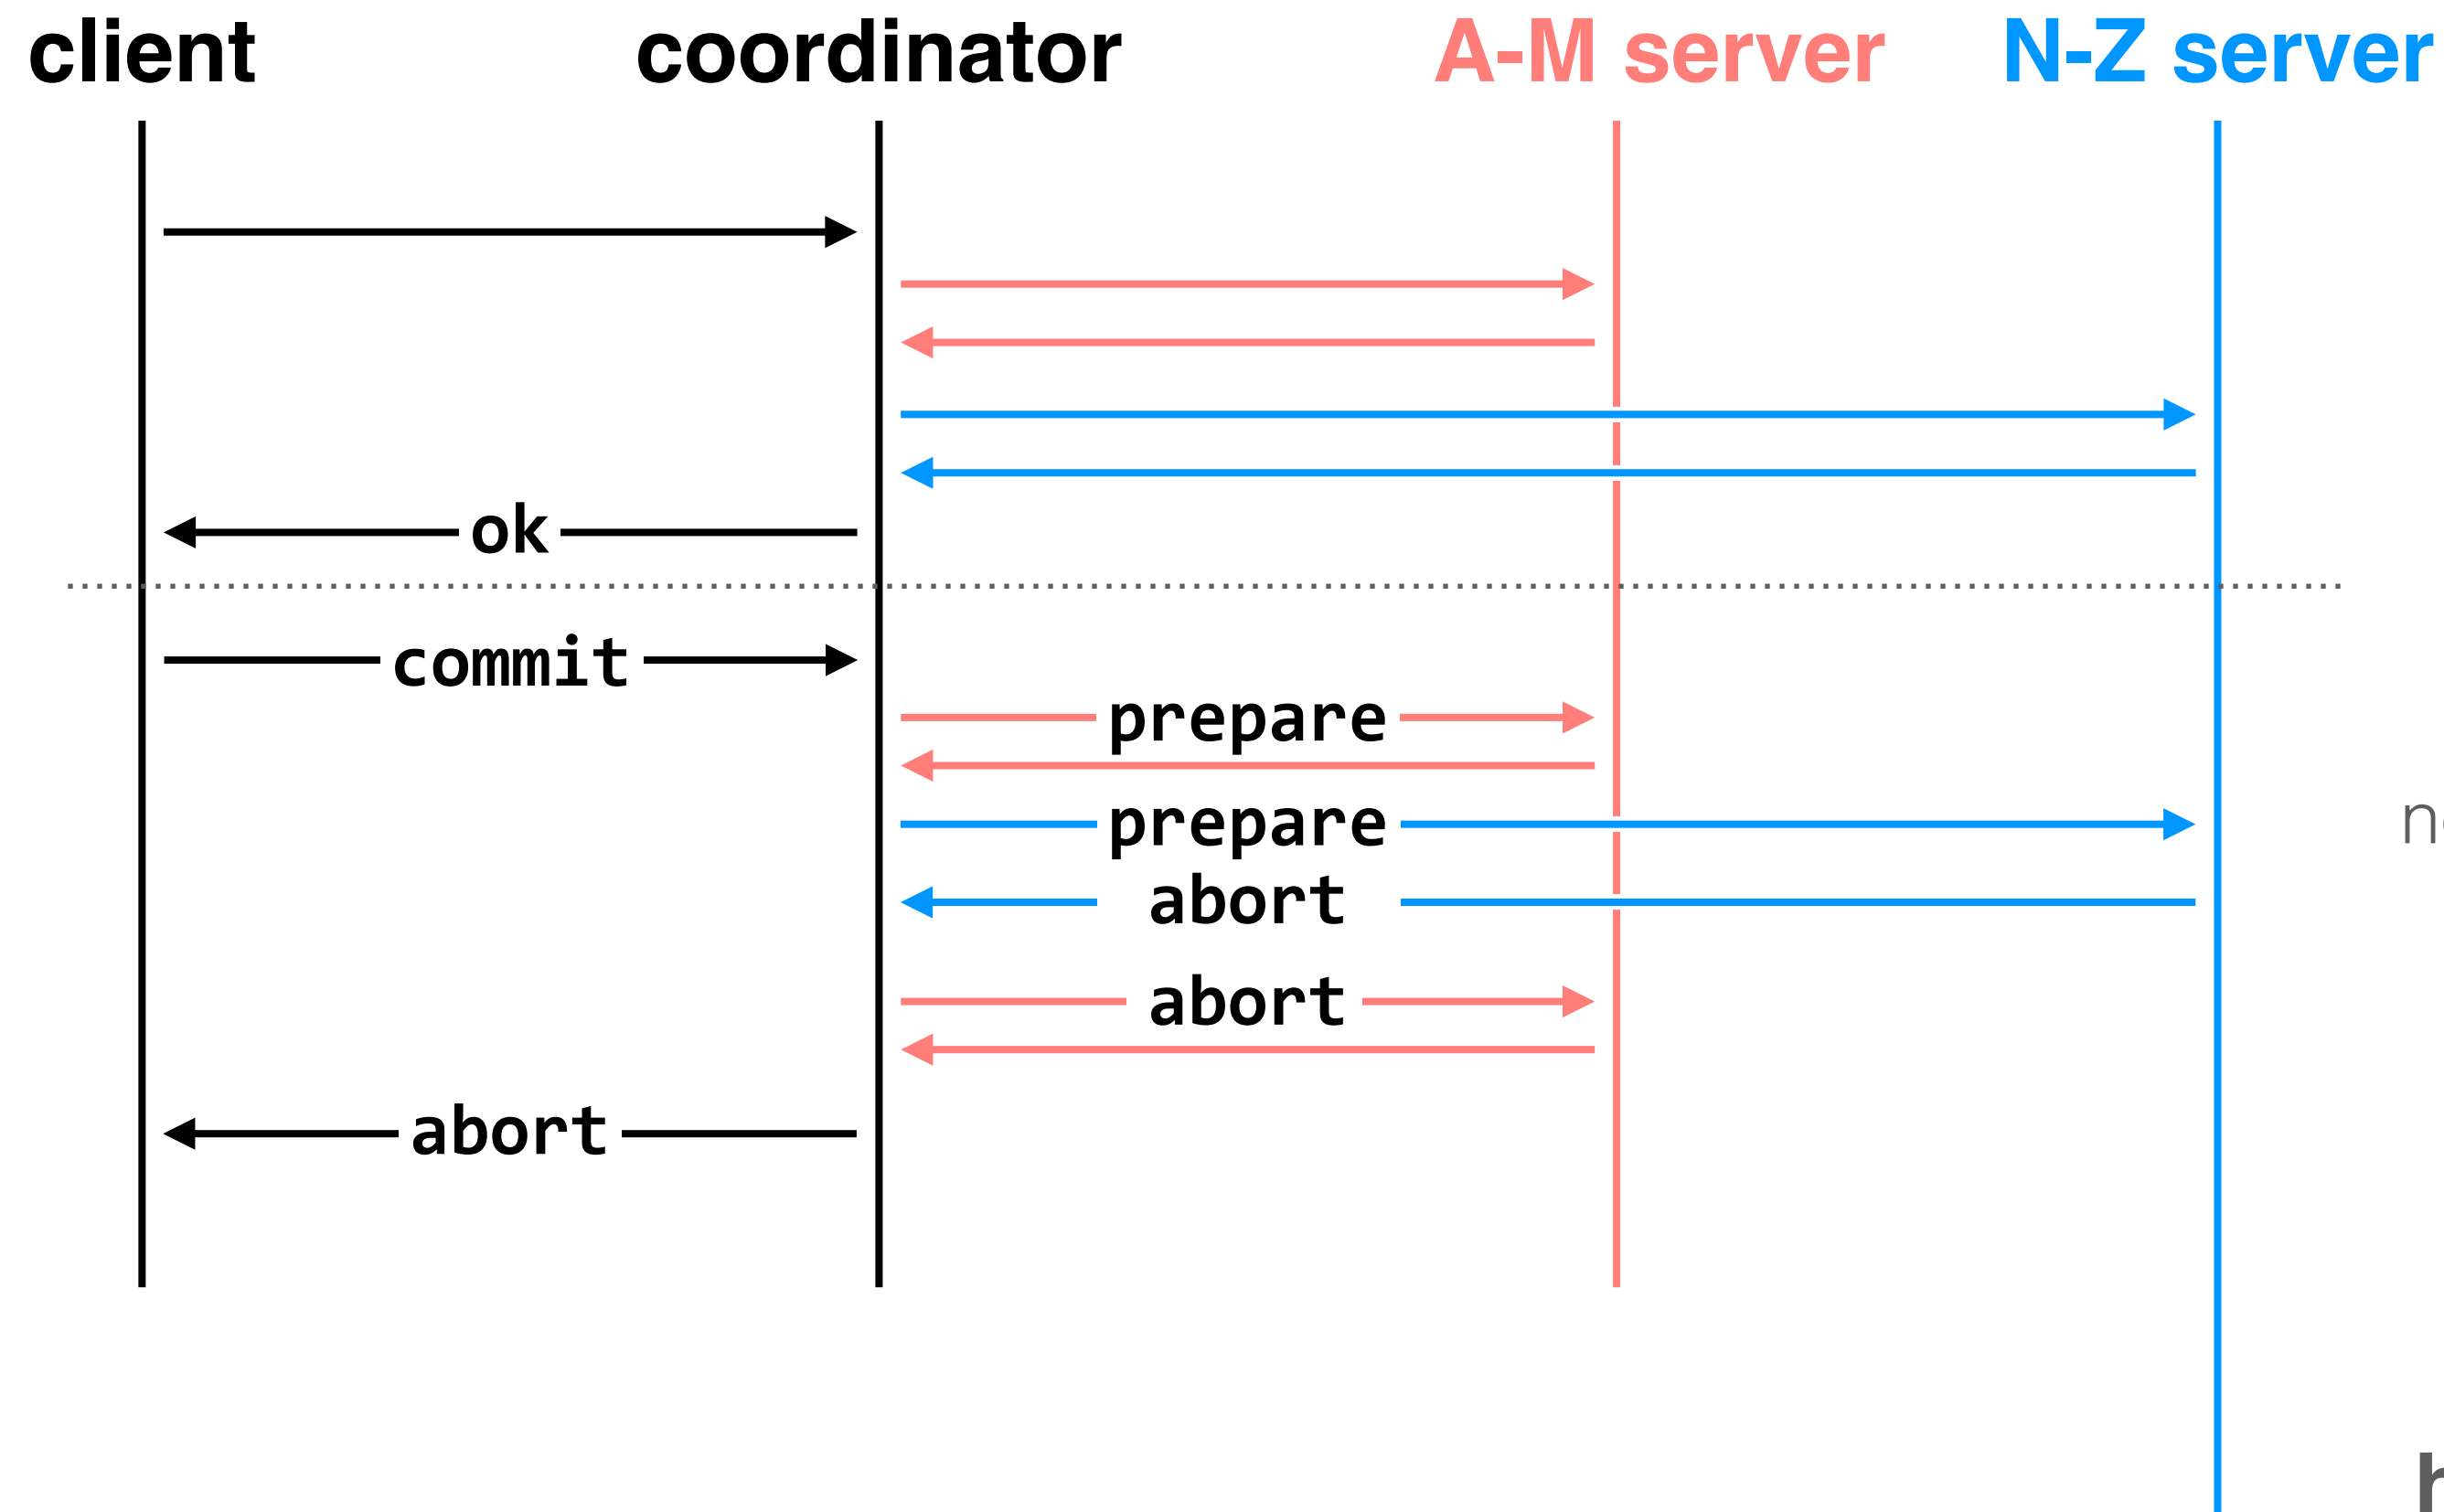 client coordinator A-M server N-Z server
ok
commit
prepare
prepare
abort
abort
abort